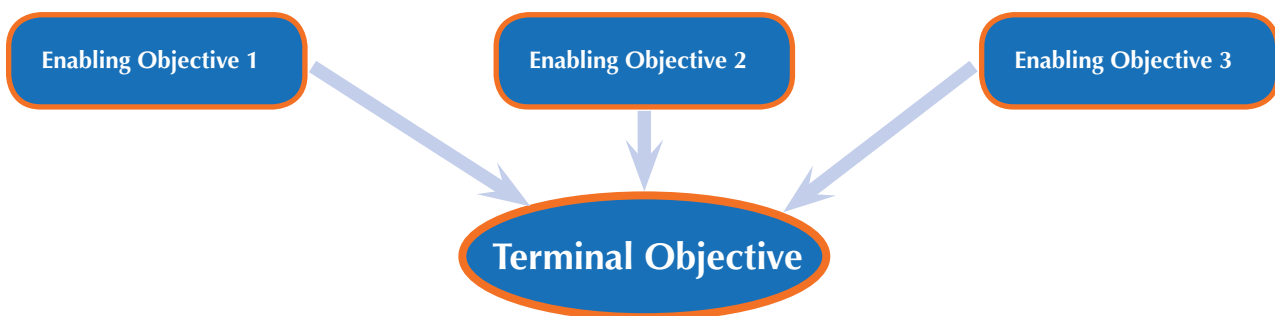 Enabling Objective 1
Enabling Objective 2
Enabling Objective 3
Terminal Objective